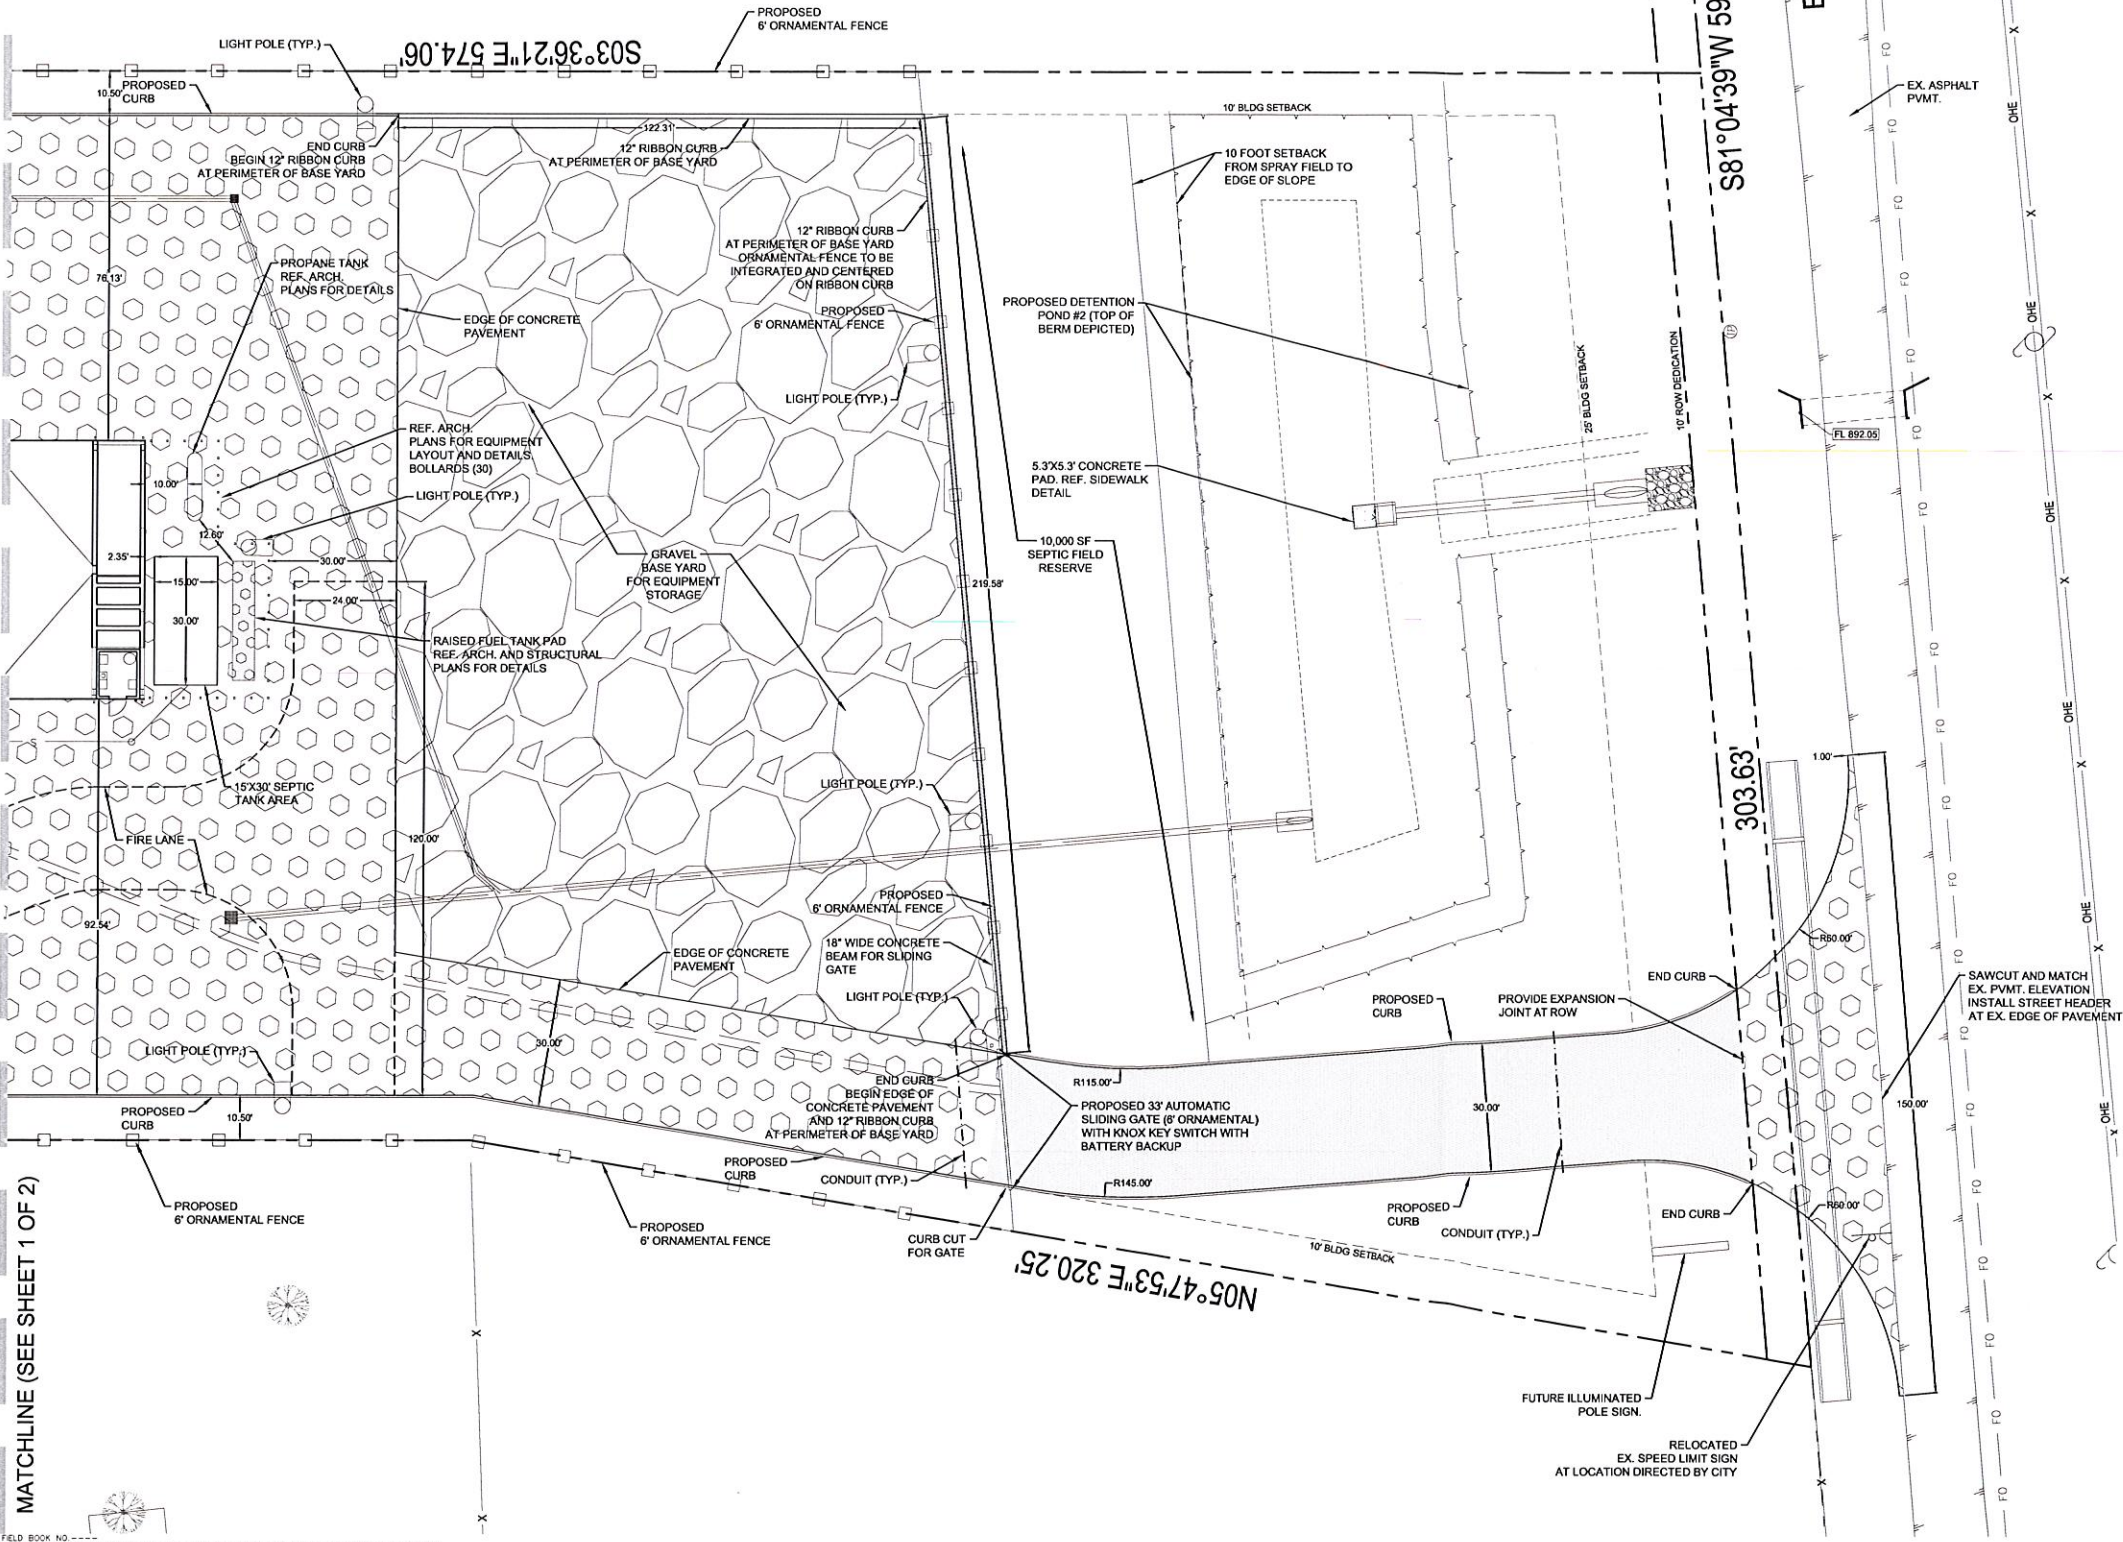 PROPOSED
6' ORNAMENTAL FENCE
LIGHT POLE (TYP.)
S03°36'21"E 574.06'
S81°04'39"W 59
EX. ASPHALT
PVMT.
OHE
FO
X
10.50'
PROPOSED
CURB
10' BLDG SETBACK
122.31'
END CURB
BEGIN 12" RIBBON CURB
AT PERIMETER OF BASE YARD
12" RIBBON CURB
AT PERIMETER OF BASE YARD
10 FOOT SETBACK
FROM SPRAY FIELD TO
EDGE OF SLOPE
12" RIBBON CURB
AT PERIMETER OF BASE YARD
ORNAMENTAL FENCE TO BE
INTEGRATED AND CENTERED
ON RIBBON CURB
76.13'
PROPANE TANK
REF. ARCH.
PLANS FOR DETAILS
EDGE OF CONCRETE
PAVEMENT
PROPOSED
6' ORNAMENTAL FENCE
PROPOSED DETENTION
POND #2 (TOP OF
BERM DEPICTED)
25' BLDG SETBACK
10' ROW DEDICATION
LIGHT POLE (TYP.)
FL 892.05
REF. ARCH.
PLANS FOR EQUIPMENT
LAYOUT AND DETAILS.
BOLLARDS (30)
5.3'X5.3' CONCRETE
PAD. REF. SIDEWALK
DETAIL
10.00'
LIGHT POLE (TYP.)
12.60'
2.35'
30.00'
15.00'
24.00'
30.00'
10,000 SF
SEPTIC FIELD
RESERVE
GRAVEL
BASE YARD
FOR EQUIPMENT
STORAGE
219.58'
RAISED FUEL TANK PAD
REF. ARCH. AND STRUCTURAL
PLANS FOR DETAILS
S
303.63'
1.00'
15'X30' SEPTIC
TANK AREA
LIGHT POLE (TYP.)
FIRE LANE
120.00'
92.54'
PROPOSED
6' ORNAMENTAL FENCE
R60.00'
EDGE OF CONCRETE
PAVEMENT
18" WIDE CONCRETE
BEAM FOR SLIDING
GATE
END CURB
SAWCUT AND MATCH
EX. PVMT. ELEVATION
INSTALL STREET HEADER
AT EX. EDGE OF PAVEMENT
LIGHT POLE (TYP.)
PROPOSED
CURB
PROVIDE EXPANSION
JOINT AT ROW
30.00'
LIGHT POLE (TYP.)
END CURB
BEGIN EDGE OF
CONCRETE PAVEMENT
AND 12" RIBBON CURB
AT PERIMETER OF BASE YARD
R115.00'
PROPOSED 33' AUTOMATIC
SLIDING GATE (6' ORNAMENTAL)
WITH KNOX KEY SWITCH WITH
BATTERY BACKUP
30.00'
150.00'
PROPOSED
CURB
10.50'
PROPOSED
CURB
CONDUIT (TYP.)
R145.00'
PROPOSED
CURB
CONDUIT (TYP.)
END CURB
R60.00'
PROPOSED
6' ORNAMENTAL FENCE
PROPOSED
6' ORNAMENTAL FENCE
CURB CUT
FOR GATE
10' BLDG SETBACK
N05°47'53"E 320.25'
MATCHLINE (SEE SHEET 1 OF 2)
FUTURE ILLUMINATED
POLE SIGN.
RELOCATED
EX. SPEED LIMIT SIGN
AT LOCATION DIRECTED BY CITY
FIELD BOOK NO.----